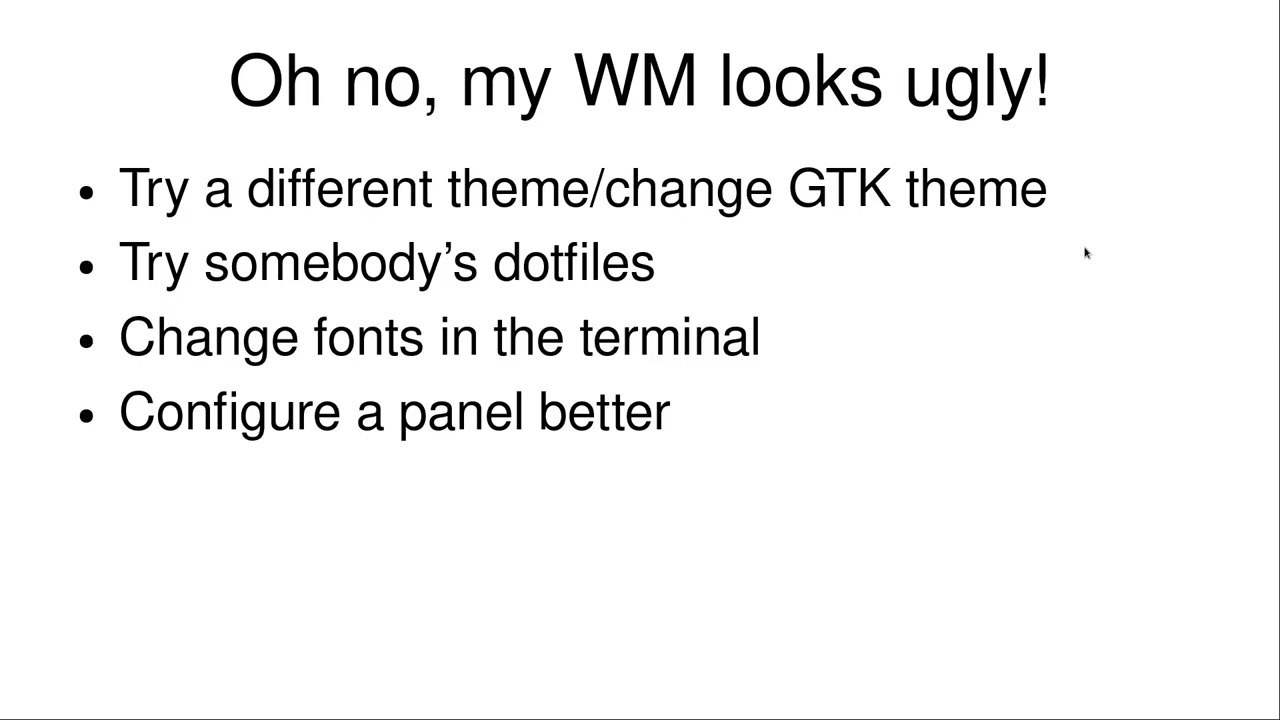 Oh no, my WM looks ugly!
• Try a different theme/change GTK theme
• Try somebody’s dotfiles
• Change fonts in the terminal
• Configure a panel better